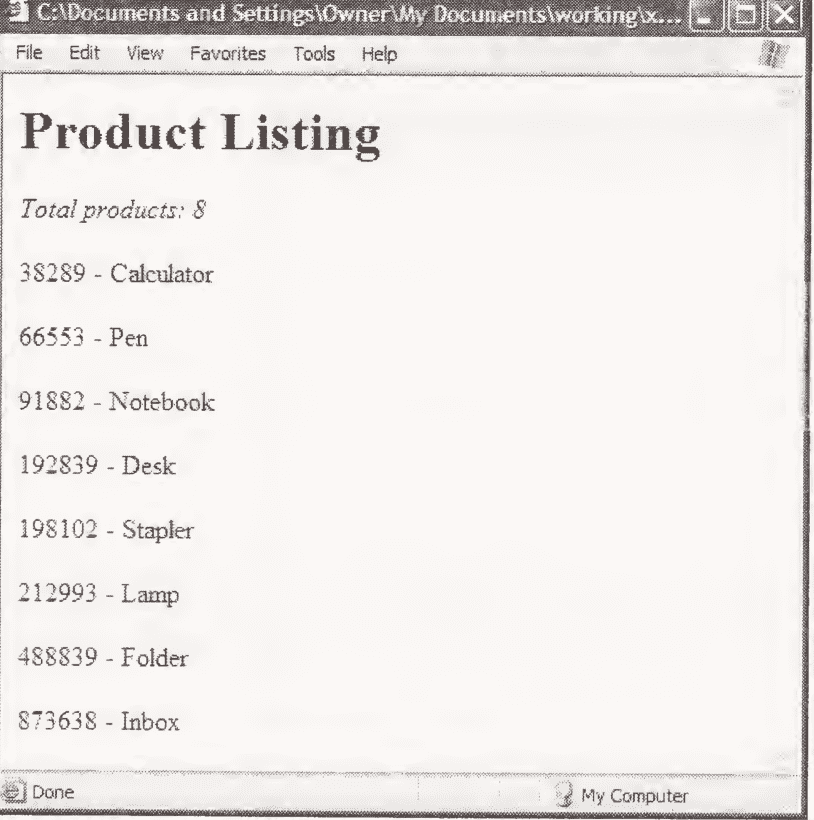 C:\Documents and Settings\Owner\My Documents\working\x...
File Edit View Favorites Tools Help
Product Listing
Total products: 8
38289 - Calculator
66553 - Pen
91882 - Notebook
192839 - Desk
198102 - Stapler
212993 - Lamp
488839 - Folder
873638 - Inbox
Done My Computer